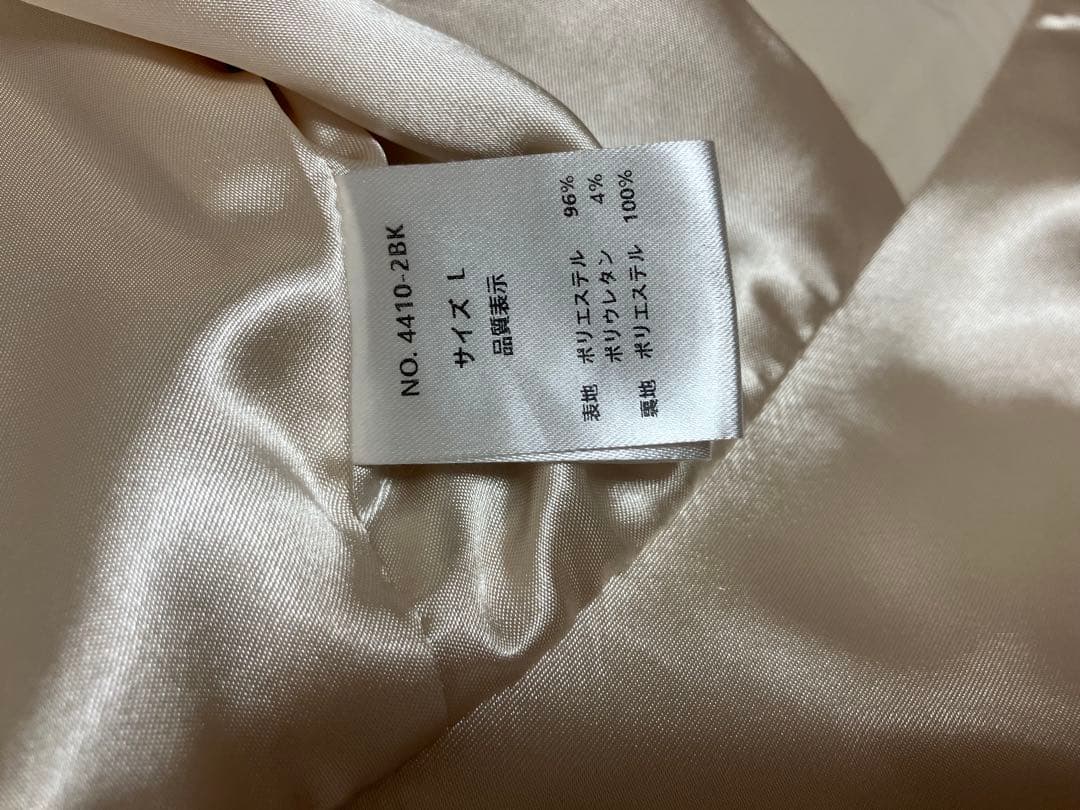 NO. 4410-2BK
サイズ L
品質表示
表地 ポリエステル 96%
ポリウレタン 4%
裏地 ポリエステル 100%